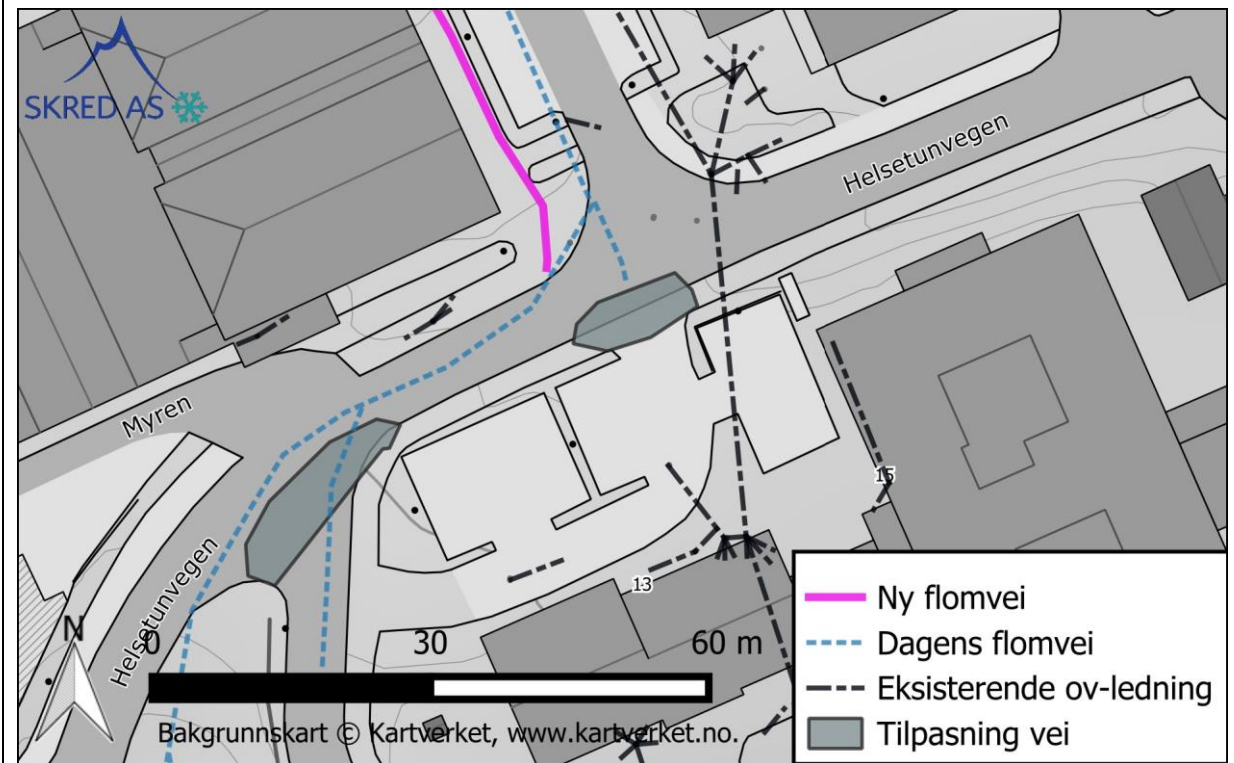 SKRED AS
Helsetunvegen
Myren
15
13
Helsetunvegen
N
0 30 60 m
Bakgrunnskart © Kartverket, www.kartverket.no.
Ny flomvei
Dagens flomvei
Eksisterende ov-ledning
Tilpasning vei